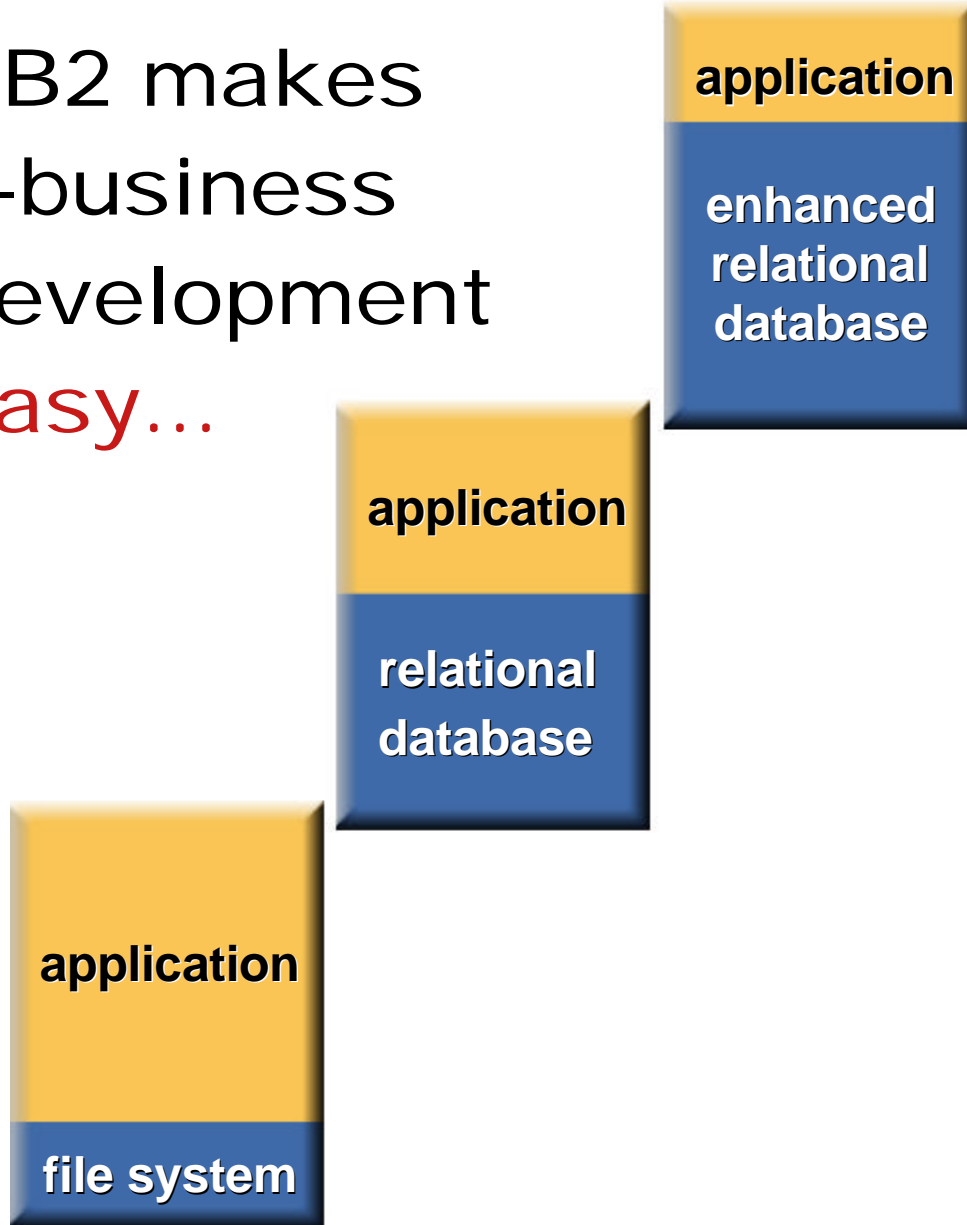 B2 makes
-business
evelopment
asy...
application
enhanced
relational
database
application
relational
database
application
file system